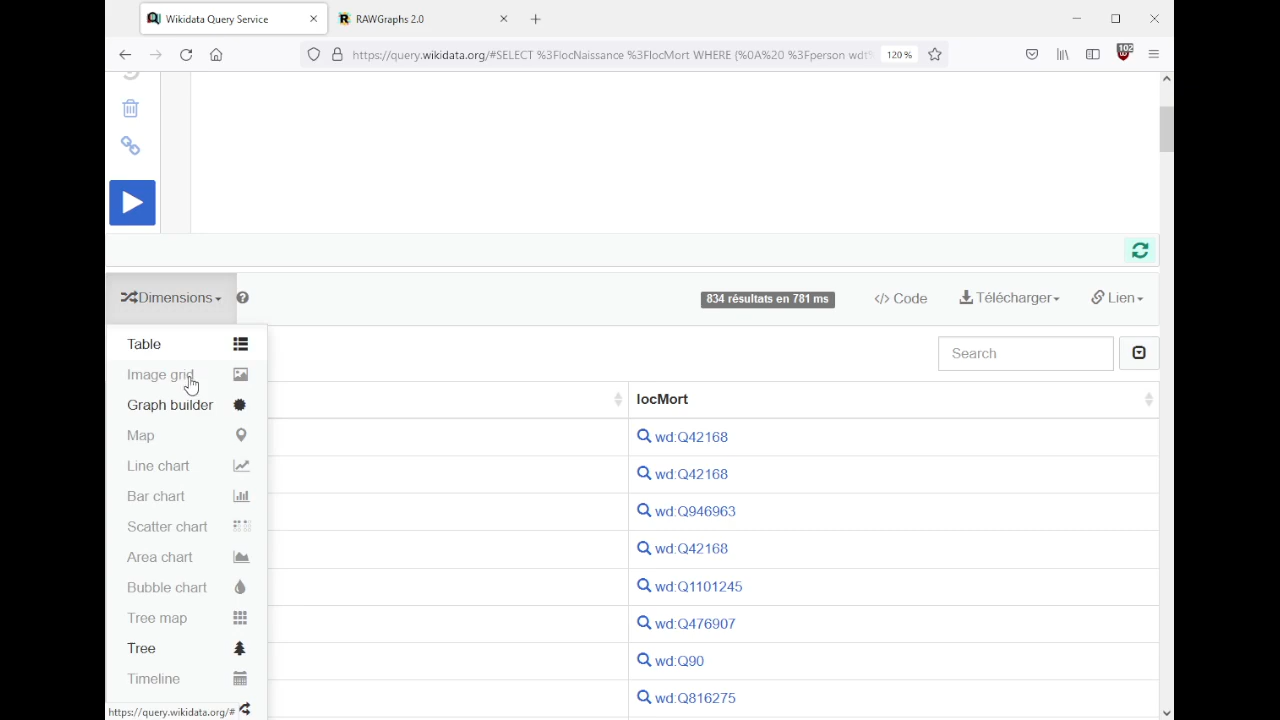 Wikidata Query Service
RAWGraphs 2.0
https://query.wikidata.org/#SELECT %3FlocNaissance %3FlocMort WHERE {%0A%20 %3Fperson wdt%
120 %
102
Dimensions
834 résultats en 781 ms
</> Code
Télécharger
Lien
Table
Image grid
Graph builder
Map
Line chart
Bar chart
Scatter chart
Area chart
Bubble chart
Tree map
Tree
Timeline
Search
locMort
wd:Q42168
wd:Q42168
wd:Q946963
wd:Q42168
wd:Q1101245
wd:Q476907
wd:Q90
wd:Q816275
https://query.wikidata.org/#